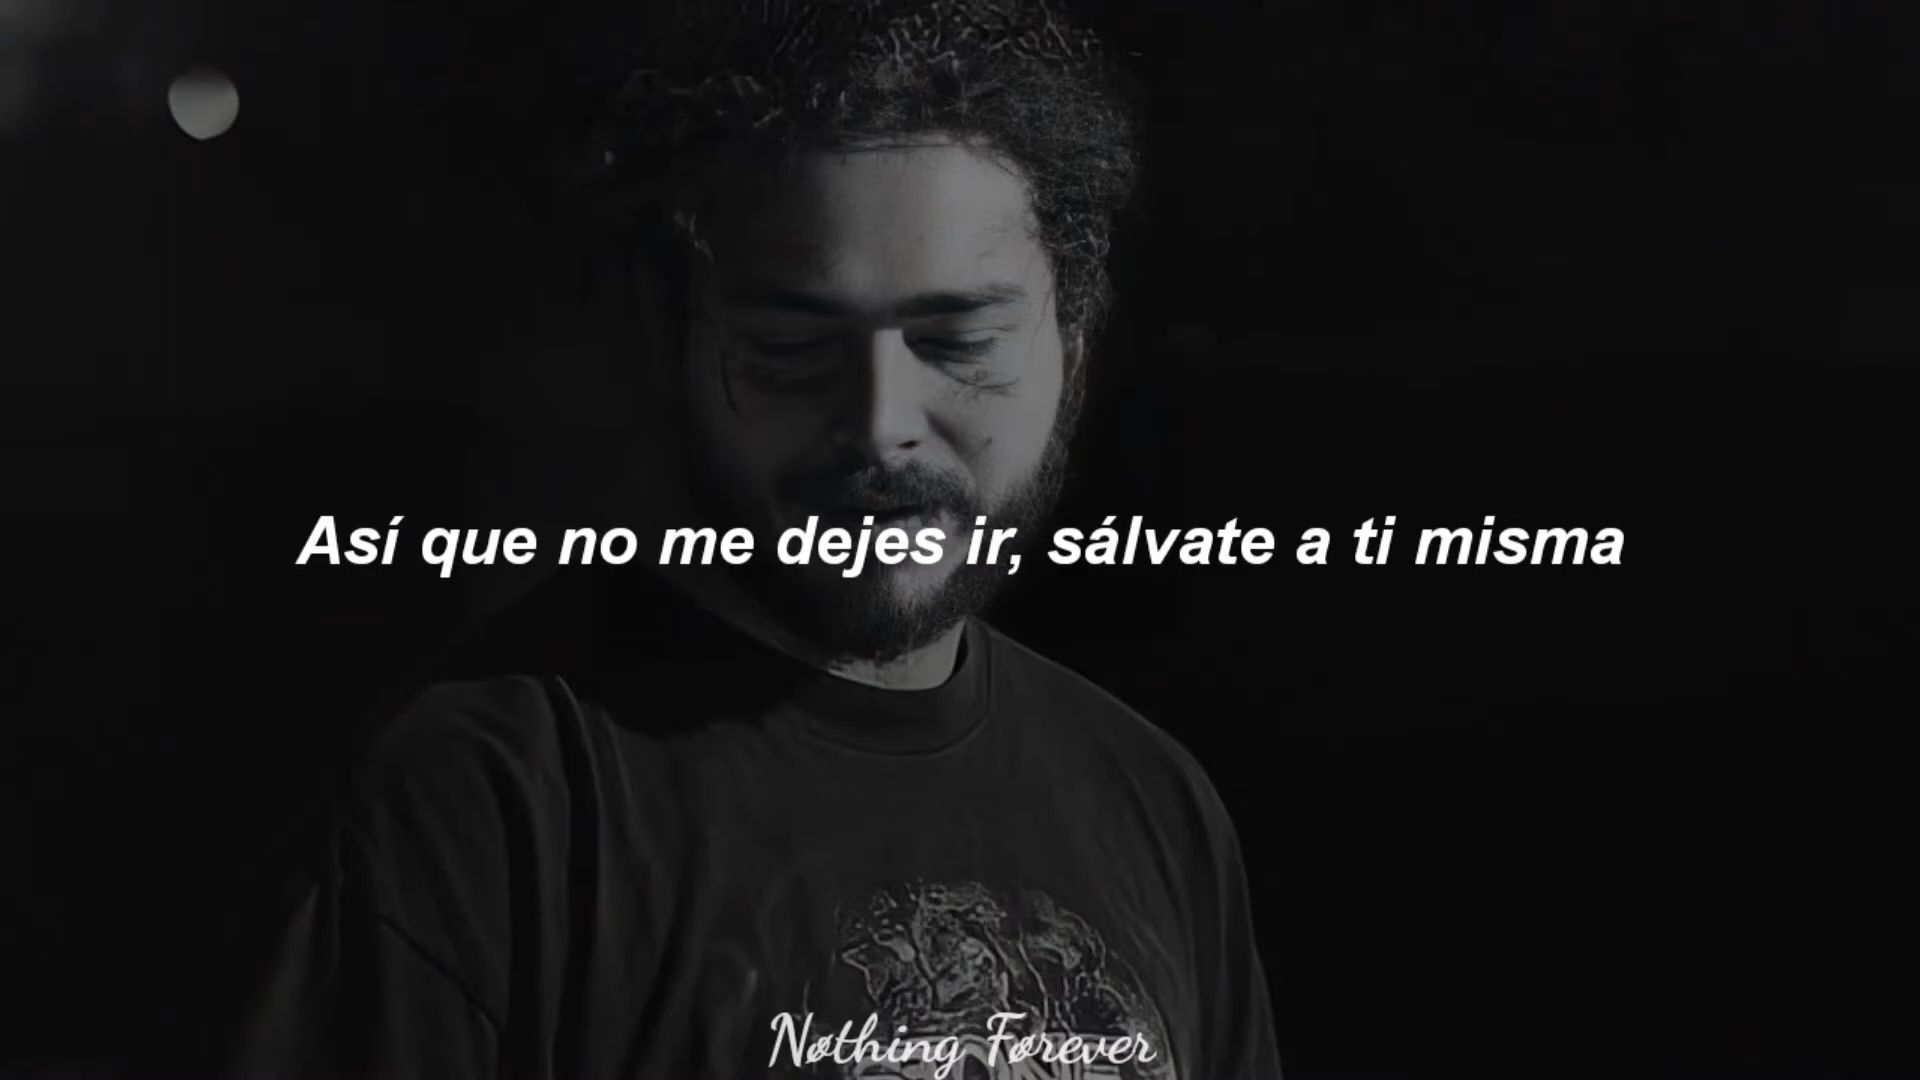 Así que no me dejes ir, sálvate a ti misma
Nøthing Førever